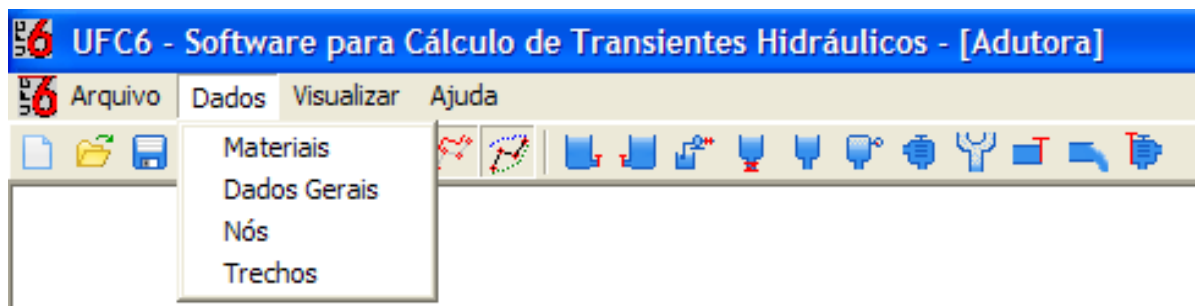 UFC6 - Software para Cálculo de Transientes Hidráulicos - [Adutora]
Arquivo Dados Visualizar Ajuda
Materiais
Dados Gerais
Nós
Trechos